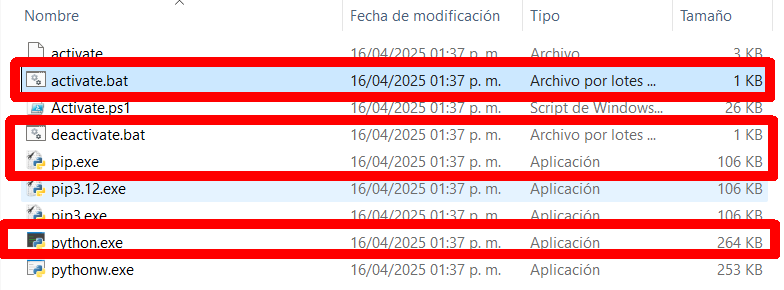 Nombre Fecha de modificación Tipo Tamaño
activate 16/04/2025 01:37 p. m. Archivo 3 KB
activate.bat 16/04/2025 01:37 p. m. Archivo por lotes ... 1 KB
Activate.ps1 16/04/2025 01:37 p. m. Script de Windows... 26 KB
deactivate.bat 16/04/2025 01:37 p. m. Archivo por lotes ... 1 KB
pip.exe 16/04/2025 01:37 p. m. Aplicación 106 KB
pip3.12.exe 16/04/2025 01:37 p. m. Aplicación 106 KB
pip3.exe 16/04/2025 01:37 p. m. Aplicación 106 KB
python.exe 16/04/2025 01:37 p. m. Aplicación 264 KB
pythonw.exe 16/04/2025 01:37 p. m. Aplicación 253 KB